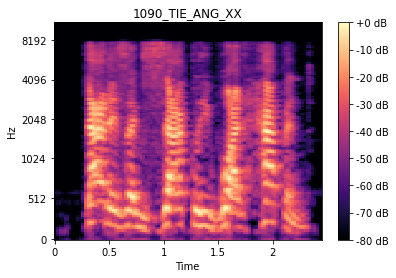 1090_TIE_ANG_XX
+0 dB
8192
-10 dB
4096
-20 dB
-30 dB
2048
Hz
-40 dB
1024
-50 dB
512
-60 dB
-70 dB
0
-80 dB
0 0.5 1 1.5 2
Time